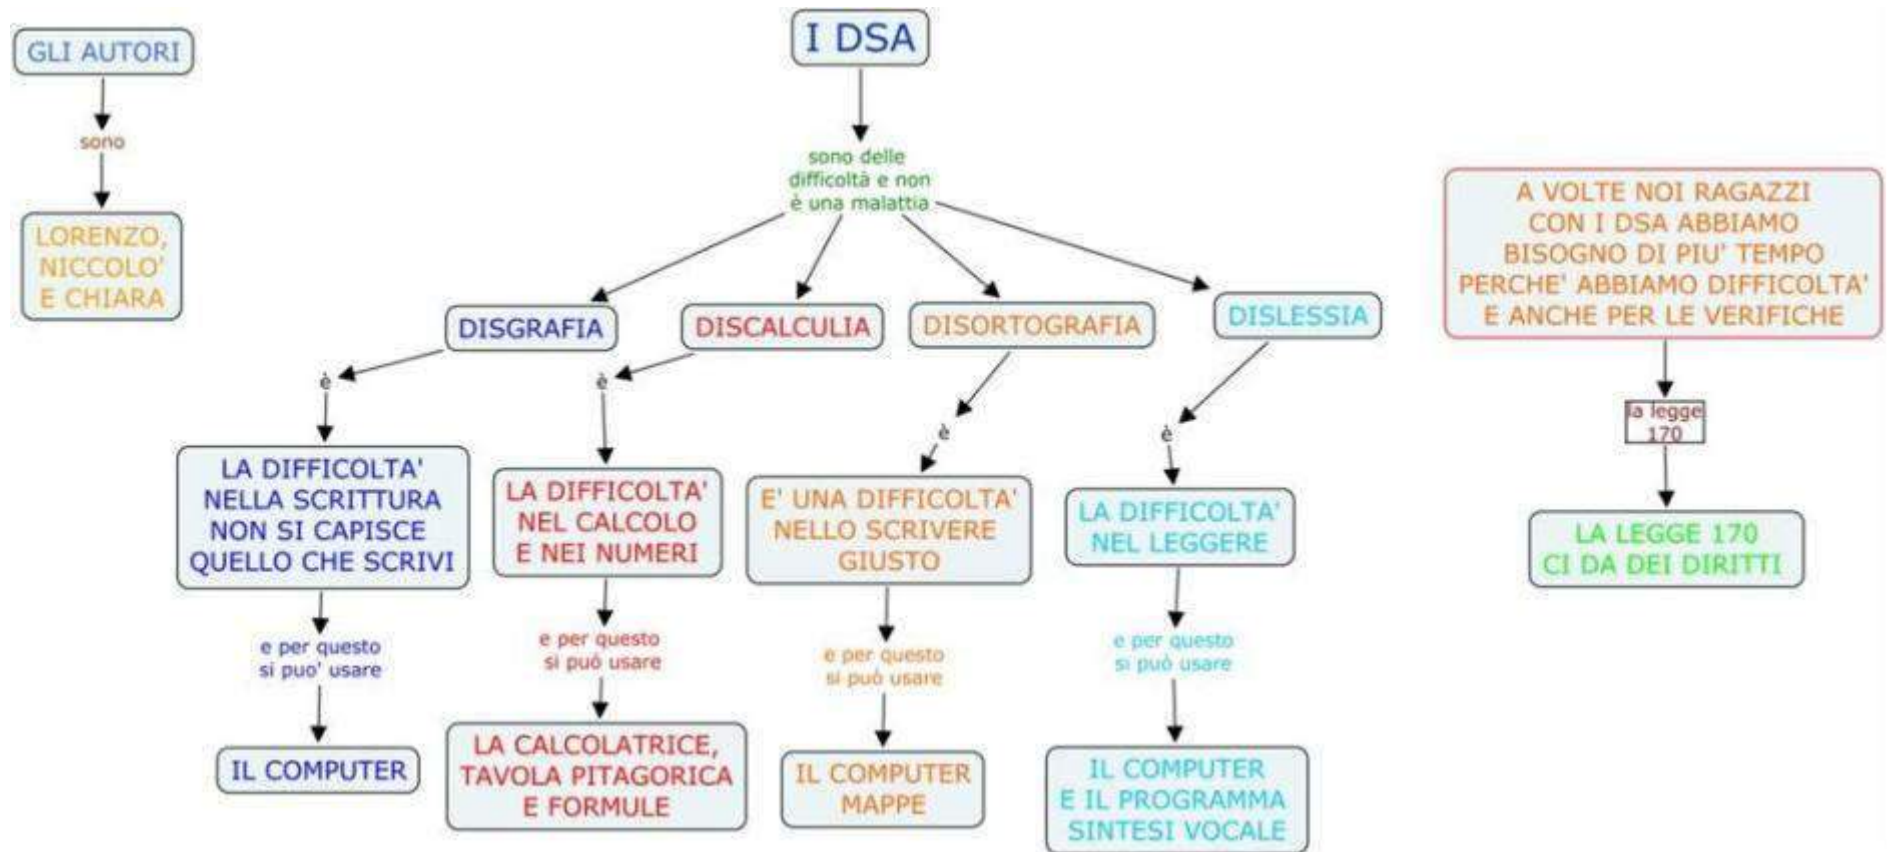 GLI AUTORI
sono
LORENZO,
NICCOLO'
E CHIARA
I DSA
sono delle
difficoltà e non
è una malattia
DISGRAFIA
è
LA DIFFICOLTA'
NELLA SCRITTURA
NON SI CAPISCE
QUELLO CHE SCRIVI
e per questo
si puo' usare
IL COMPUTER
DISCALCULIA
è
LA DIFFICOLTA'
NEL CALCOLO
E NEI NUMERI
e per questo
si può usare
LA CALCOLATRICE,
TAVOLA PITAGORICA
E FORMULE
DISORTOGRAFIA
è
E' UNA DIFFICOLTA'
NELLO SCRIVERE
GIUSTO
e per questo
si può usare
IL COMPUTER
MAPPE
DISLESSIA
è
LA DIFFICOLTA'
NEL LEGGERE
e per questo
si può usare
IL COMPUTER
E IL PROGRAMMA
SINTESI VOCALE
A VOLTE NOI RAGAZZI
CON I DSA ABBIAMO
BISOGNO DI PIU' TEMPO
PERCHE' ABBIAMO DIFFICOLTA'
E ANCHE PER LE VERIFICHE
la legge
170
LA LEGGE 170
CI DA DEI DIRITTI